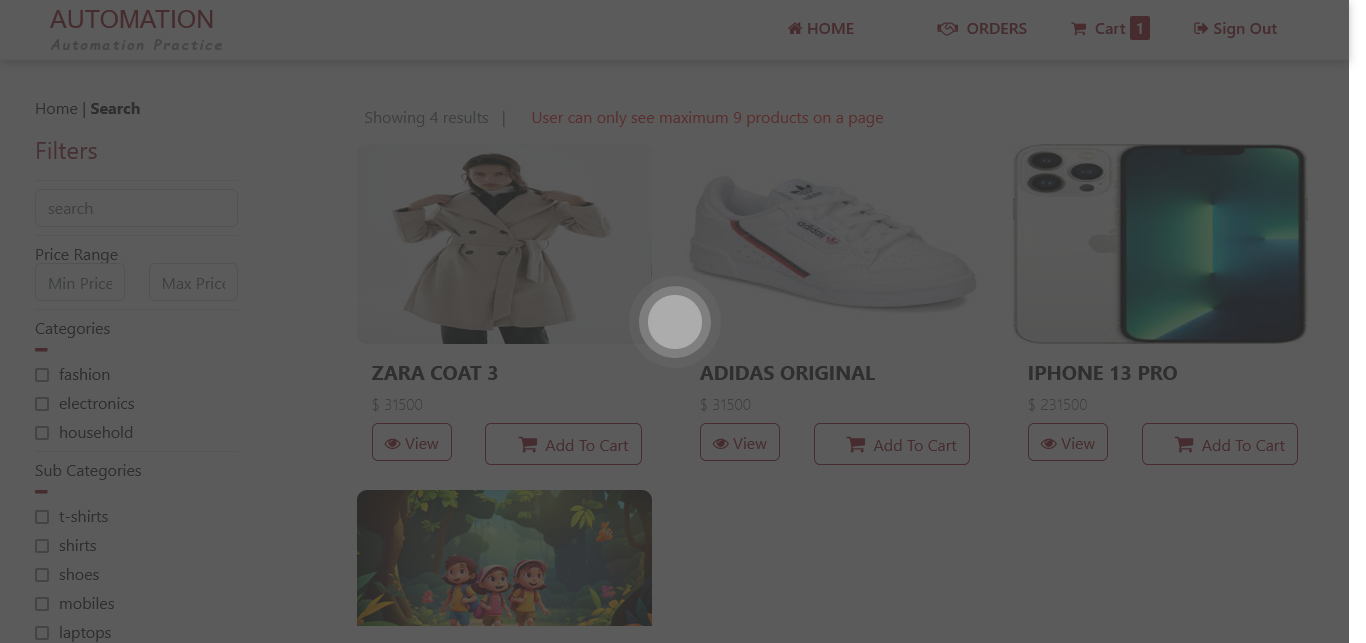 AUTOMATION
Automation Practice
HOME
ORDERS
Cart 1
Sign Out
Home | Search
Filters
search
Price Range
Min Price
Max Price
Categories
fashion
electronics
household
Sub Categories
t-shirts
shirts
shoes
mobiles
laptops
Showing 4 results |
User can only see maximum 9 products on a page
adidas
ZARA COAT 3
$ 31500
View
Add To Cart
ADIDAS ORIGINAL
$ 31500
View
Add To Cart
IPHONE 13 PRO
$ 231500
View
Add To Cart